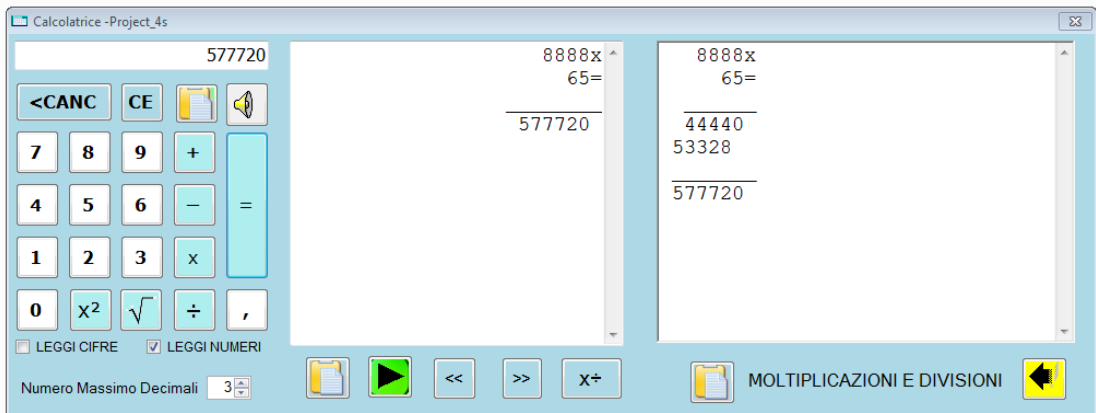 Calcolatrice -Project_4s
577720
<CANC CE
7 8 9 +
4 5 6 − =
1 2 3 x
0 x² √ ÷ ,
LEGGI CIFRE LEGGI NUMERI
Numero Massimo Decimali 3
8888x
65=
577720
<< >> x÷
8888x
65=
44440
53328
577720
MOLTIPLICAZIONI E DIVISIONI